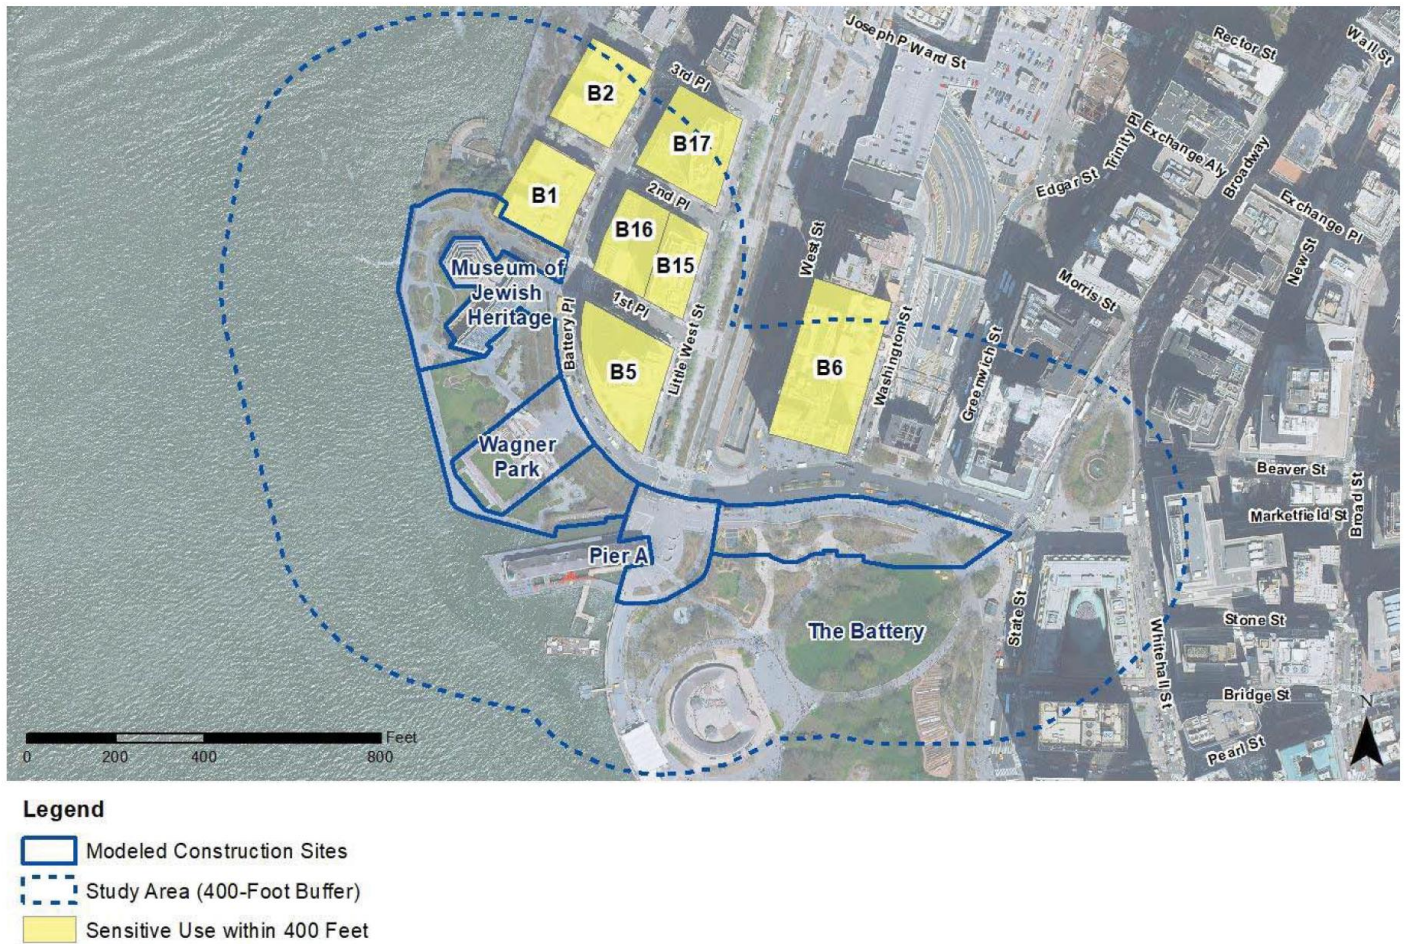 Joseph P Ward St
Rector St
Wall St
3rd Pl
B2
B17
Trinity Pl
Exchange Aly
Broadway
Edgar St
2nd Pl
B1
Exchange Pl
B16
West St
New St
B15
Museum of
Jewish
Heritage
Morris St
1st Pl
Battery Pl
Little West St
Washington St
Greenwich St
B5
B6
Wagner
Park
Beaver St
Broad St
Marketfield St
Pier A
State St
Stone St
The Battery
Whitehall St
Bridge St
N
Pearl St
Feet
0 200 400 800
Legend
Modeled Construction Sites
Study Area (400-Foot Buffer)
Sensitive Use within 400 Feet